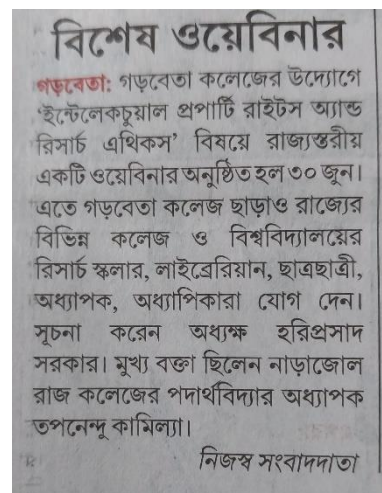 বিশেষ ওয়েবিনার
গড়বেতা: গড়বেতা কলেজের উদ্যোগে
‘ইন্টেলেকচুয়াল প্রপার্টি রাইটস অ্যান্ড
রিসার্চ এথিকস’ বিষয়ে রাজ্যস্তরীয়
একটি ওয়েবিনার অনুষ্ঠিত হল ৩০ জুন।
এতে গড়বেতা কলেজ ছাড়াও রাজ্যের
বিভিন্ন কলেজ ও বিশ্ববিদ্যালয়ের
রিসার্চ স্কলার, লাইব্রেরিয়ান, ছাত্রছাত্রী,
অধ্যাপক, অধ্যাপিকারা যোগ দেন।
সূচনা করেন অধ্যক্ষ হরিপ্রসাদ
সরকার। মুখ্য বক্তা ছিলেন নাড়াজোল
রাজ কলেজের পদার্থবিদ্যার অধ্যাপক
তপনেন্দু কামিল্যা।
নিজস্ব সংবাদদাতা